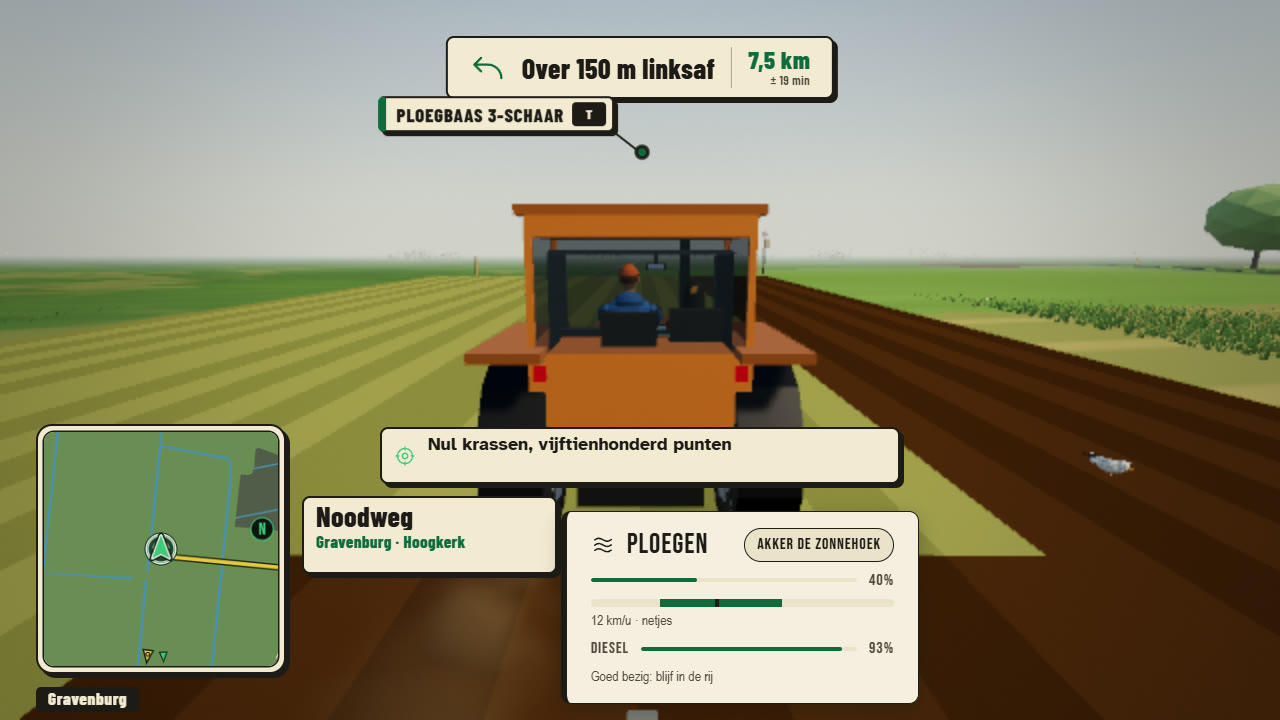 Over 150 m linksaf
7,5 km
± 19 min
PLOEGBAAS 3-SCHAAR T
Nul krassen, vijftienhonderd punten
N
Noodweg
Gravenburg · Hoogkerk
PLOEGEN
AKKER DE ZONNEHOEK
40%
12 km/u · netjes
DIESEL 93%
Goed bezig: blijf in de rij
Gravenburg